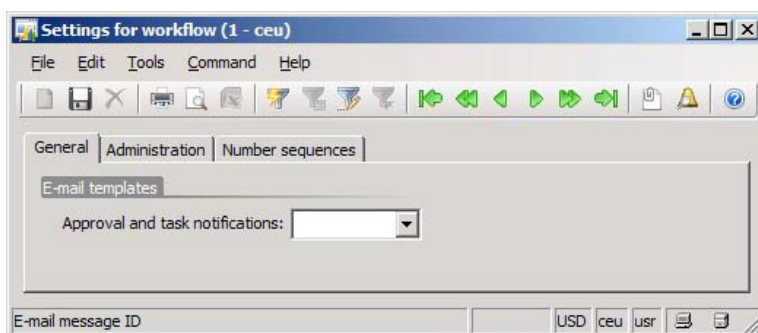 Settings for workflow (1 - ceu)
File Edit Tools Command Help
General Administration Number sequences
E-mail templates
Approval and task notifications:
E-mail message ID USD ceu usr